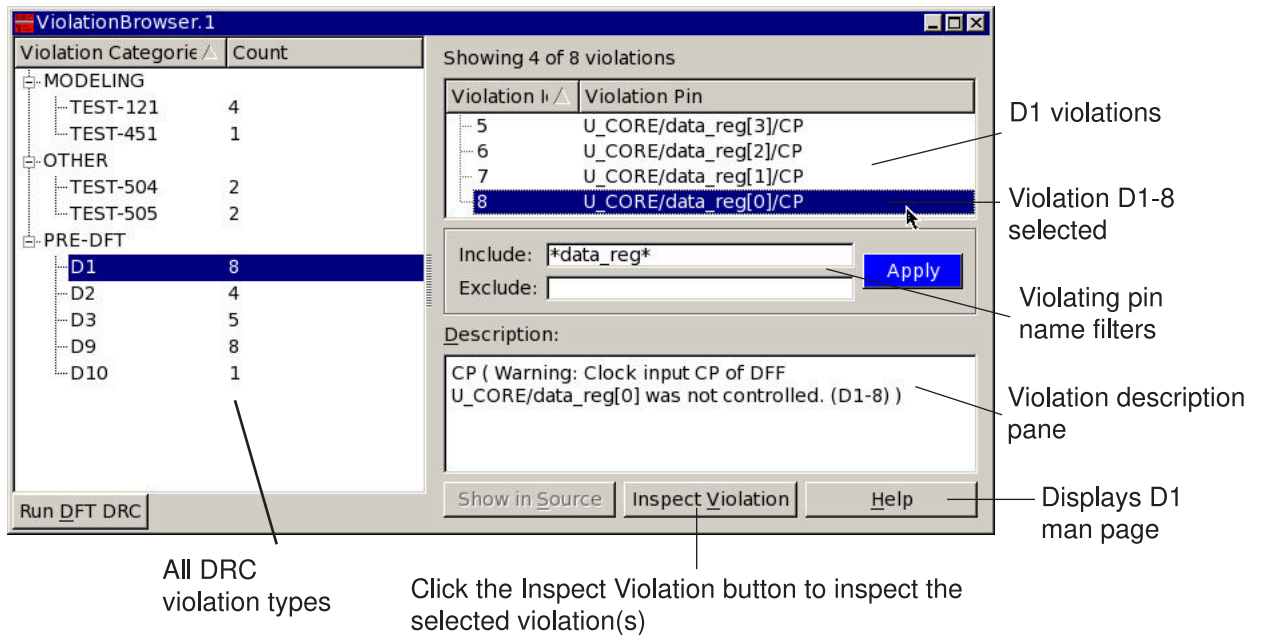 ViolationBrowser.1
Violation Categorie Count
MODELING
TEST-121 4
TEST-451 1
OTHER
TEST-504 2
TEST-505 2
PRE-DFT
D1 8
D2 4
D3 5
D9 8
D10 1
Run DFT DRC
Showing 4 of 8 violations
Violation I Violation Pin
5 U_CORE/data_reg[3]/CP
6 U_CORE/data_reg[2]/CP
7 U_CORE/data_reg[1]/CP
8 U_CORE/data_reg[0]/CP
Include: *data_reg*
Exclude:
Apply
Description:
CP ( Warning: Clock input CP of DFF
U_CORE/data_reg[0] was not controlled. (D1-8) )
Show in Source Inspect Violation Help
D1 violations
Violation D1-8
selected
Violating pin
name filters
Violation description
pane
Displays D1
man page
All DRC
violation types
Click the Inspect Violation button to inspect the
selected violation(s)